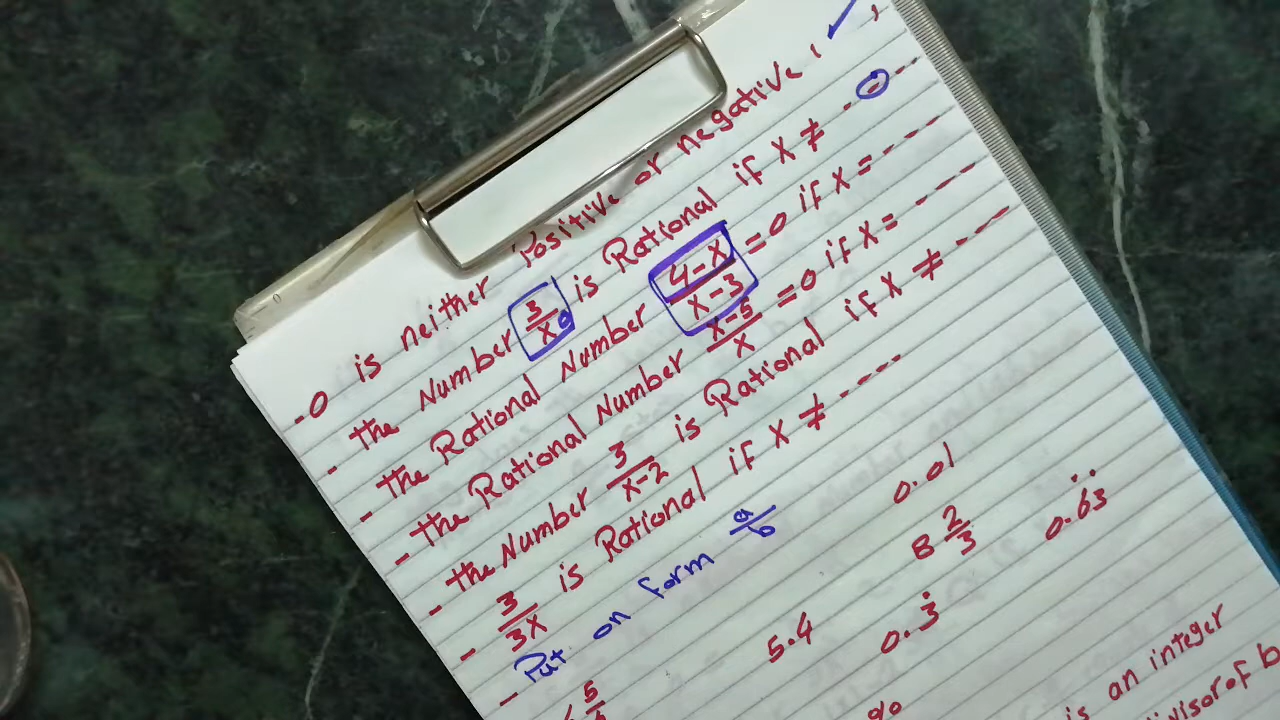 - 0 is neither Positive or negative
- the Number 3/x is Rational if X ≠ ----
- the Rational Number 4-x/x-3 = 0 if X = ----
- the Rational Number x-5/x = 0 if X = ----
- the Number 3/x-2 is Rational if X ≠ ----
- 3/3X is Rational if X ≠ ----
- Put on form a/b
5.4 8 2/3 0.01
0.3̇ 0.6̇3̇
%
is an integer
divisor of b